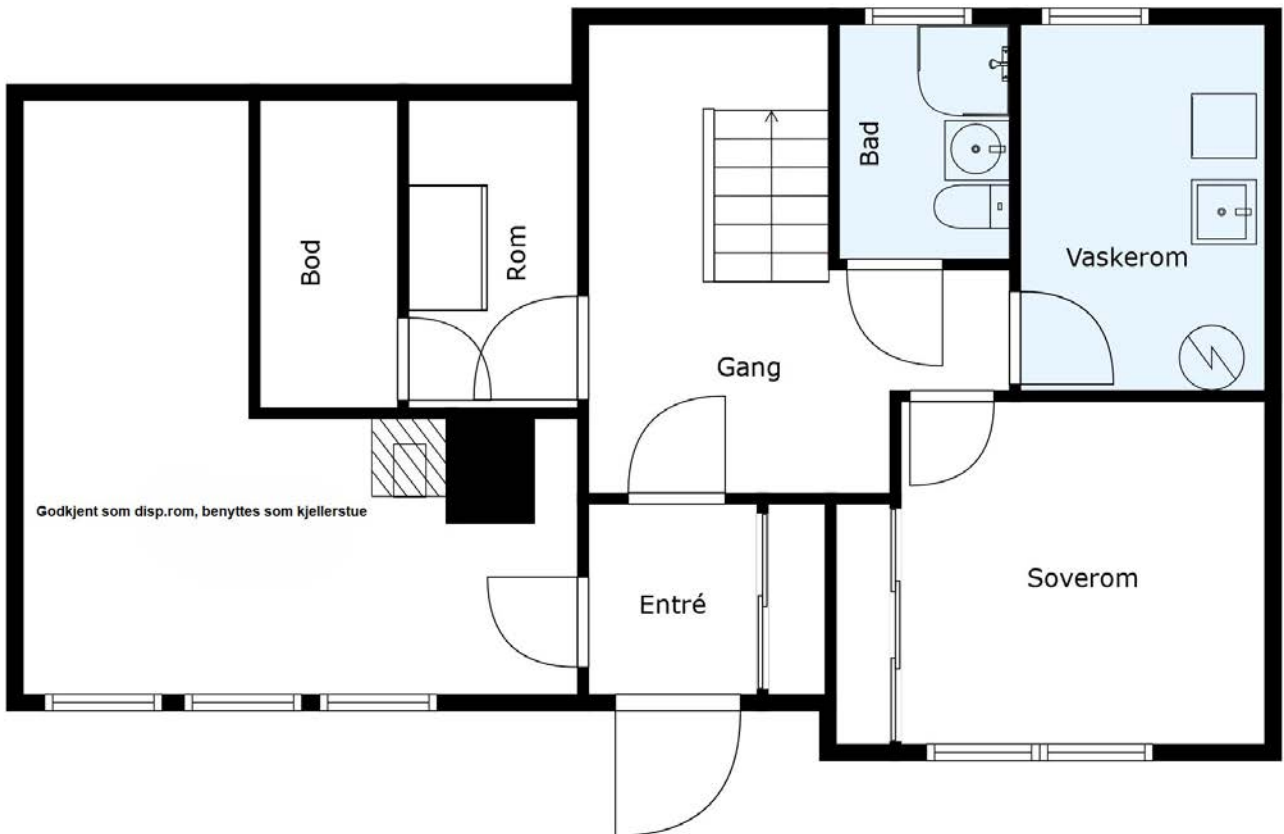 Bad
Vaskerom
Bod
Rom
Gang
Godkjent som disp.rom, benyttes som kjellerstue
Entré
Soverom